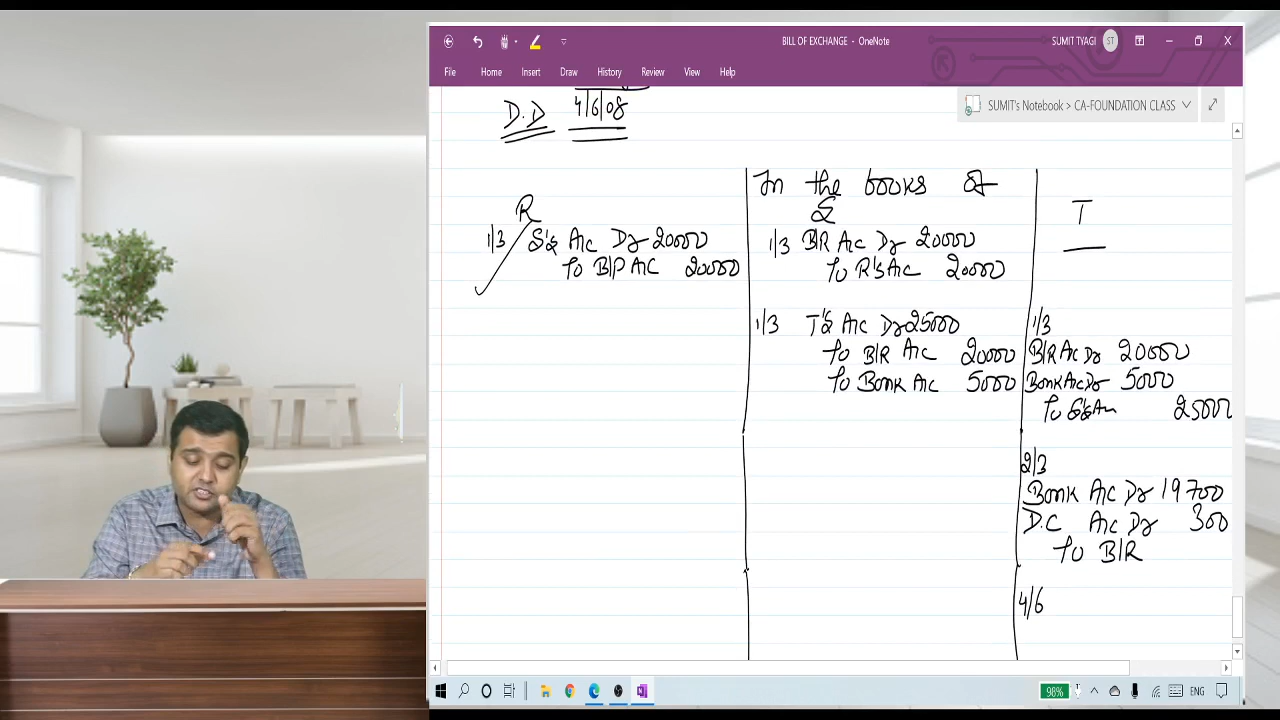 BILL OF EXCHANGE - OneNote
SUMIT TYAGI ST
File Home Insert Draw History Review View Help
SUMIT's Notebook > CA-FOUNDATION CLASS
D.D 4/6/08
In the books of
S
R
1/3 S's A/c Dr 20000
To B/P A/C 20000
1/3 B/R A/c Dr 20000
To R's A/c 20000
1/3 T's A/c Dr 25000
To B/R A/c 20000
To Bank A/c 5000
T
1/3
B/R A/c Dr 20000
Bank A/c Dr 5000
To S's A/c 25000
2/3
Bank A/c Dr 19700
D.C A/c Dr 300
To B/R
4/6
98%
ENG